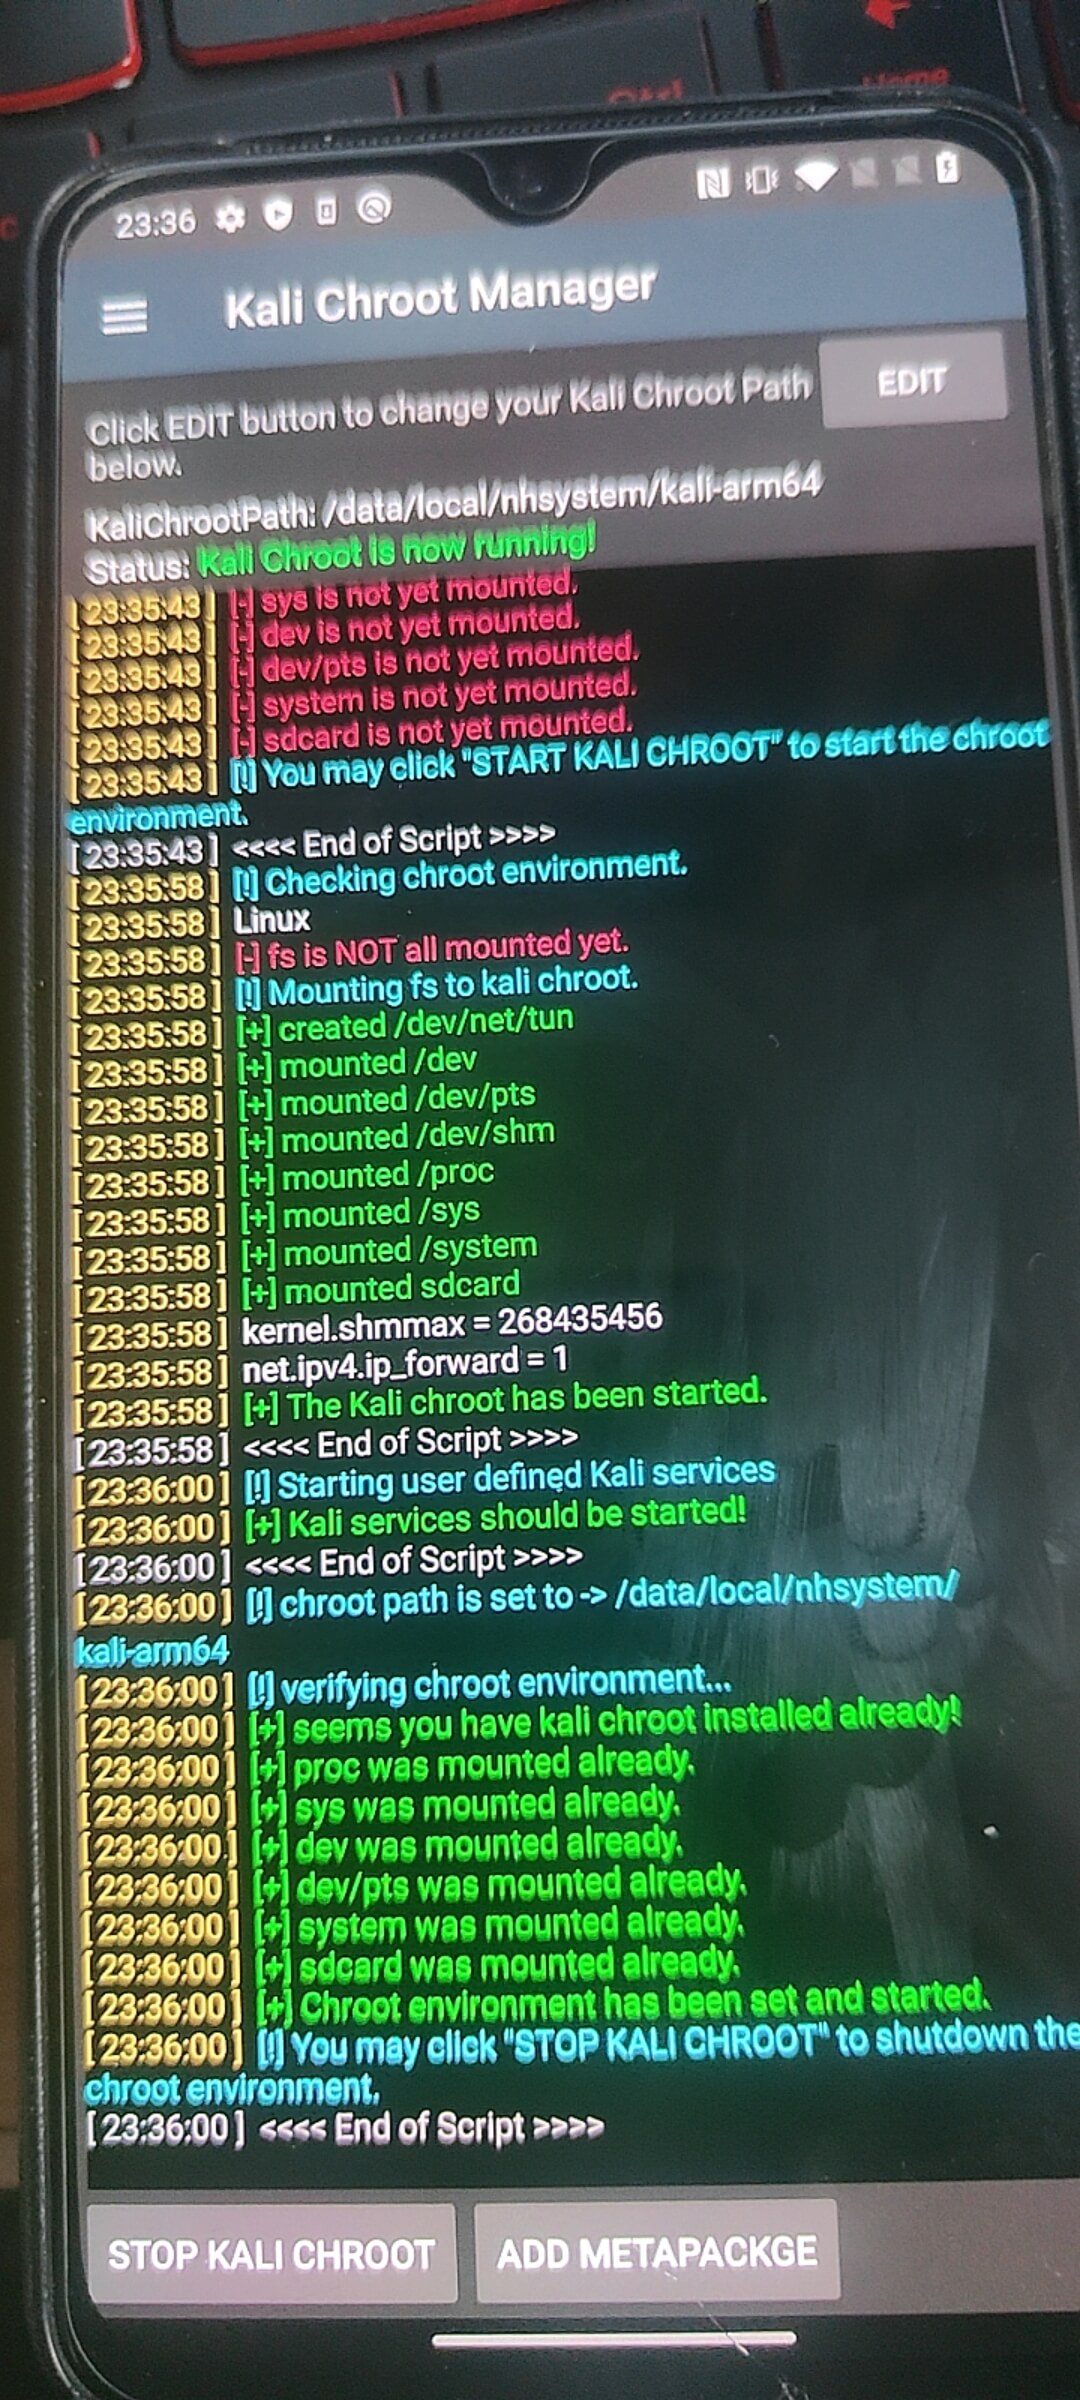 Home
23:36
Kali Chroot Manager
Click EDIT button to change your Kali Chroot Path
below.
EDIT
KaliChrootPath: /data/local/nhsystem/kali-arm64
Status: Kali Chroot is now running!
[23:35:43] [-] sys is not yet mounted.
[23:35:43] [-] dev is not yet mounted.
[23:35:43] [-] dev/pts is not yet mounted.
[23:35:43] [-] system is not yet mounted.
[23:35:43] [-] sdcard is not yet mounted.
[23:35:43] [!] You may click "START KALI CHROOT" to start the chroot
environment.
[23:35:43] <<<< End of Script >>>>
[23:35:58] [!] Checking chroot environment.
[23:35:58] Linux
[23:35:58] [-] fs is NOT all mounted yet.
[23:35:58] [!] Mounting fs to kali chroot.
[23:35:58] [+] created /dev/net/tun
[23:35:58] [+] mounted /dev
[23:35:58] [+] mounted /dev/pts
[23:35:58] [+] mounted /dev/shm
[23:35:58] [+] mounted /proc
[23:35:58] [+] mounted /sys
[23:35:58] [+] mounted /system
[23:35:58] [+] mounted sdcard
[23:35:58] kernel.shmmax = 268435456
[23:35:58] net.ipv4.ip_forward = 1
[23:35:58] [+] The Kali chroot has been started.
[23:35:58] <<<< End of Script >>>>
[23:36:00] [!] Starting user defined Kali services
[23:36:00] [+] Kali services should be started!
[23:36:00] <<<< End of Script >>>>
[23:36:00] [!] chroot path is set to -> /data/local/nhsystem/
kali-arm64
[23:36:00] [!] verifying chroot environment...
[23:36:00] [+] seems you have kali chroot installed already!
[23:36:00] [+] proc was mounted already.
[23:36:00] [+] sys was mounted already.
[23:36:00] [+] dev was mounted already.
[23:36:00] [+] dev/pts was mounted already.
[23:36:00] [+] system was mounted already.
[23:36:00] [+] sdcard was mounted already.
[23:36:00] [+] Chroot environment has been set and started.
[23:36:00] [!] You may click "STOP KALI CHROOT" to shutdown the
chroot environment.
[23:36:00] <<<< End of Script >>>>
STOP KALI CHROOT
ADD METAPACKGE